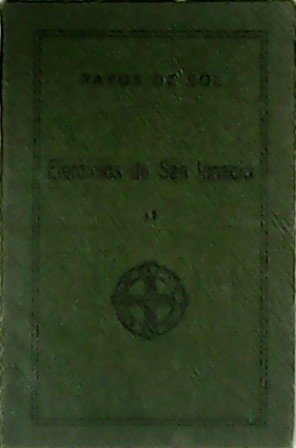 RAYOS DE SOL
Ejercicios de San Ignacio